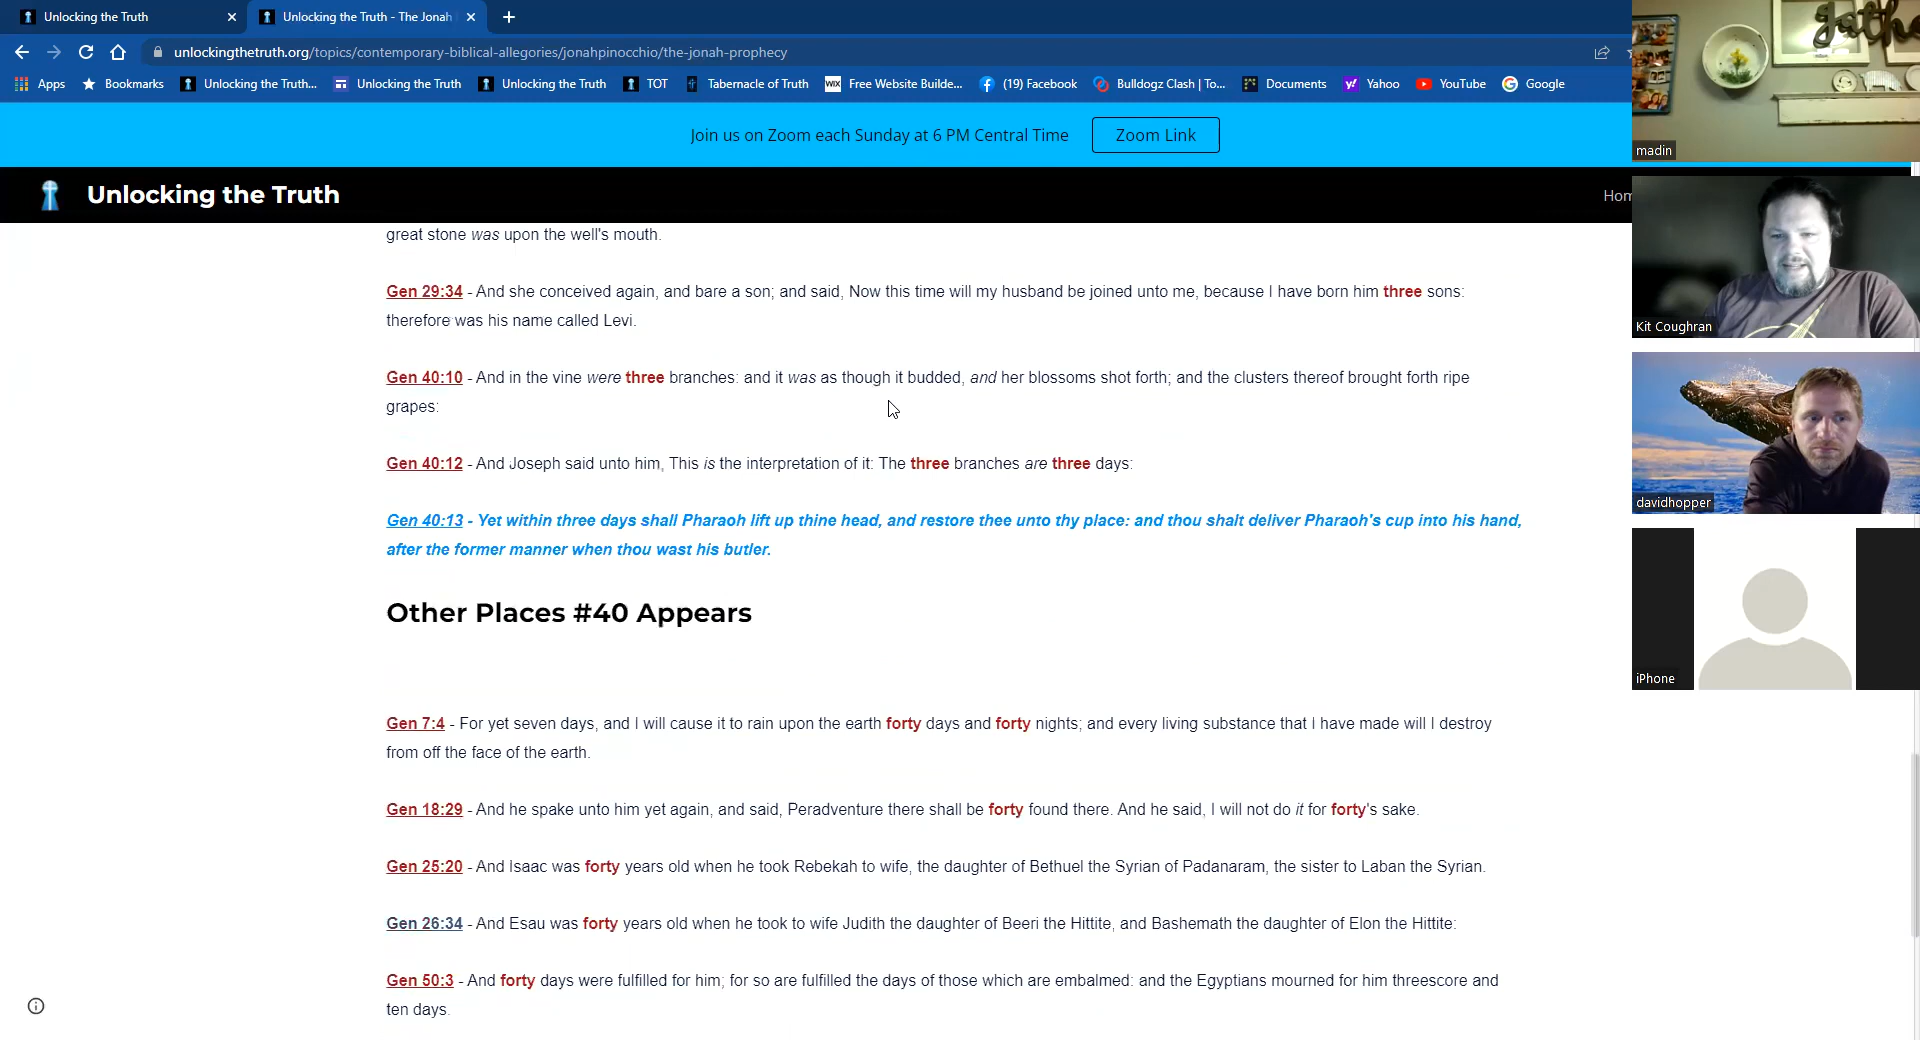 Unlocking the Truth
Unlocking the Truth - The Jonah
unlockingthetruth.org/topics/contemporary-biblical-allegories/jonahpinocchio/the-jonah-prophecy
Apps Bookmarks Unlocking the Truth... Unlocking the Truth Unlocking the Truth TOT Tabernacle of Truth WIX Free Website Builde... (19) Facebook Bulldogz Clash | To... Documents Yahoo YouTube Google
Join us on Zoom each Sunday at 6 PM Central Time Zoom Link
Unlocking the Truth
Hom
great stone was upon the well's mouth.
Gen 29:34 - And she conceived again, and bare a son; and said, Now this time will my husband be joined unto me, because I have born him three sons:
therefore was his name called Levi.
Gen 40:10 - And in the vine were three branches: and it was as though it budded, and her blossoms shot forth; and the clusters thereof brought forth ripe
grapes:
Gen 40:12 - And Joseph said unto him, This is the interpretation of it: The three branches are three days:
Gen 40:13 - Yet within three days shall Pharaoh lift up thine head, and restore thee unto thy place: and thou shalt deliver Pharaoh's cup into his hand,
after the former manner when thou wast his butler.
Other Places #40 Appears
Gen 7:4 - For yet seven days, and I will cause it to rain upon the earth forty days and forty nights; and every living substance that I have made will I destroy
from off the face of the earth.
Gen 18:29 - And he spake unto him yet again, and said, Peradventure there shall be forty found there. And he said, I will not do it for forty's sake.
Gen 25:20 - And Isaac was forty years old when he took Rebekah to wife, the daughter of Bethuel the Syrian of Padanaram, the sister to Laban the Syrian.
Gen 26:34 - And Esau was forty years old when he took to wife Judith the daughter of Beeri the Hittite, and Bashemath the daughter of Elon the Hittite:
Gen 50:3 - And forty days were fulfilled for him; for so are fulfilled the days of those which are embalmed: and the Egyptians mourned for him threescore and
ten days.
gathe
madin
Kit Coughran
davidhopper
iPhone